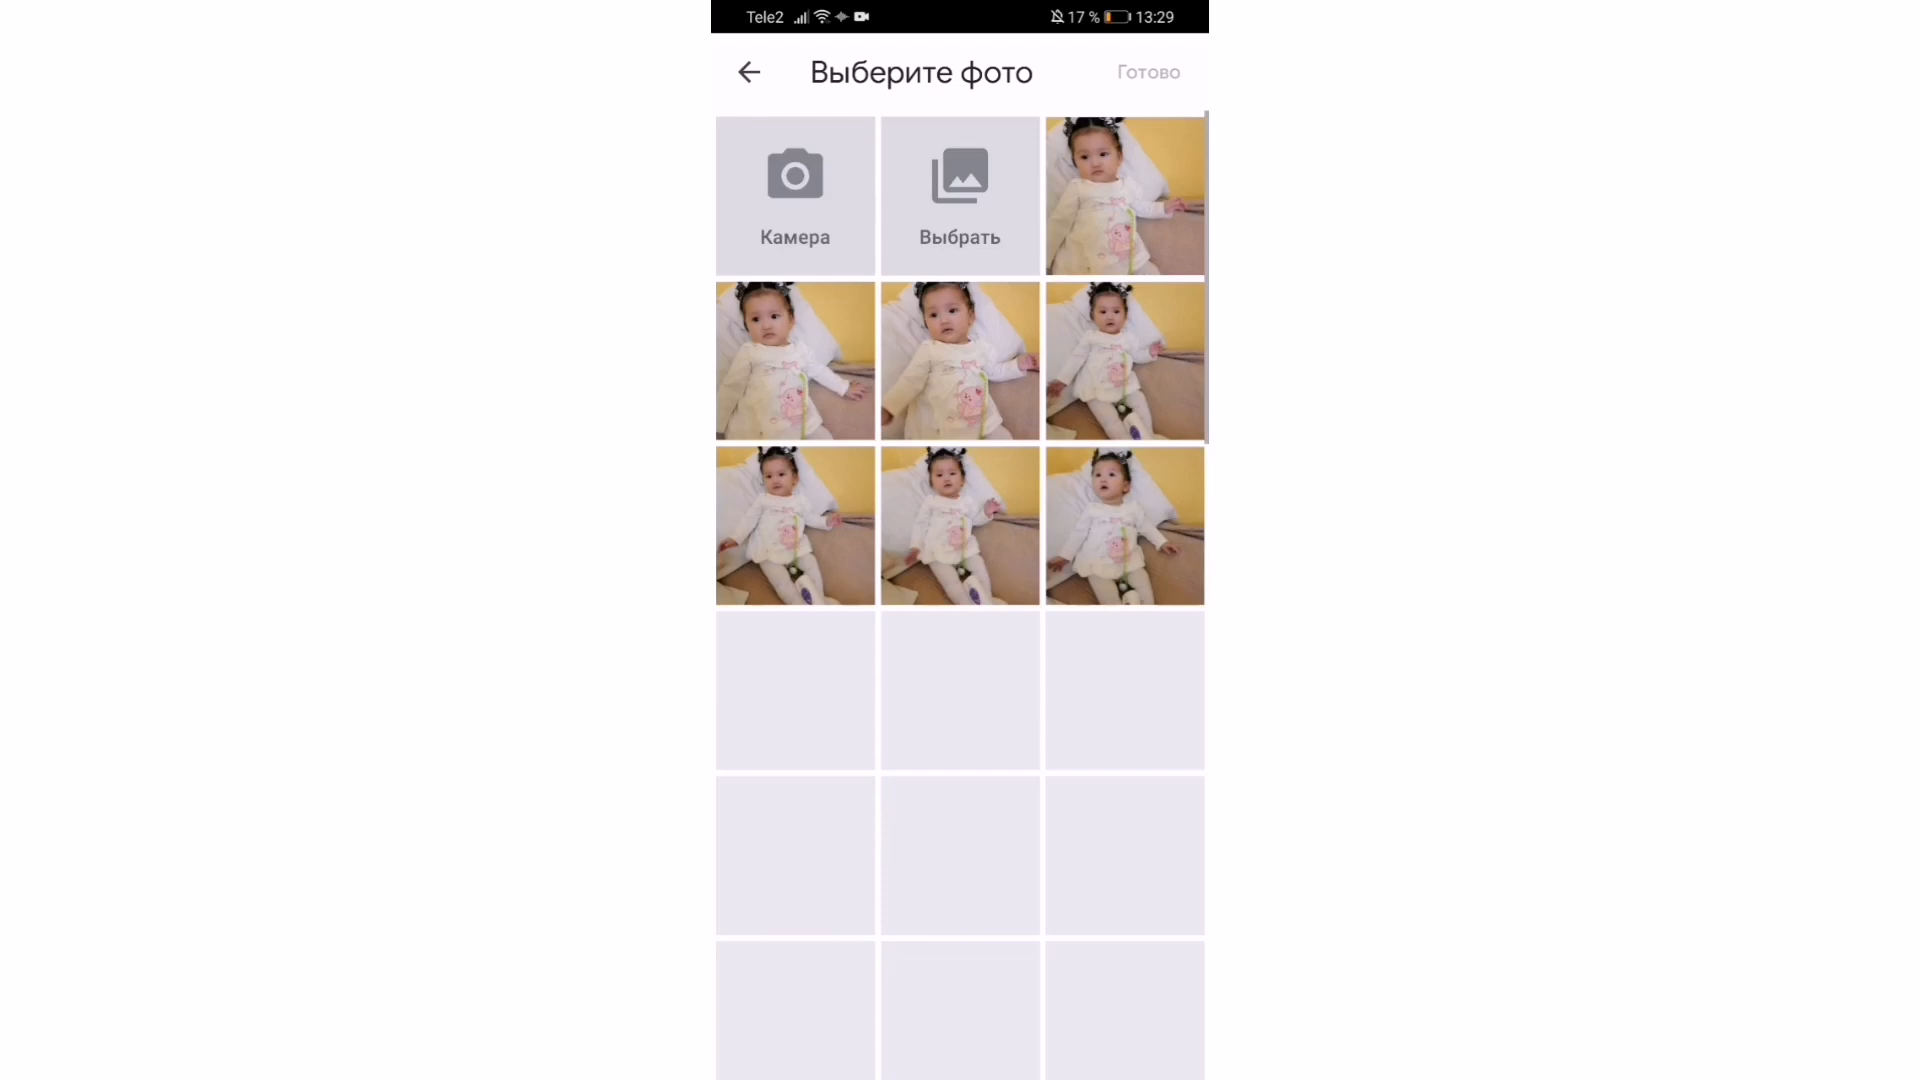 Tele2 17 % 13:29
Выберите фото Готово
Камера Выбрать